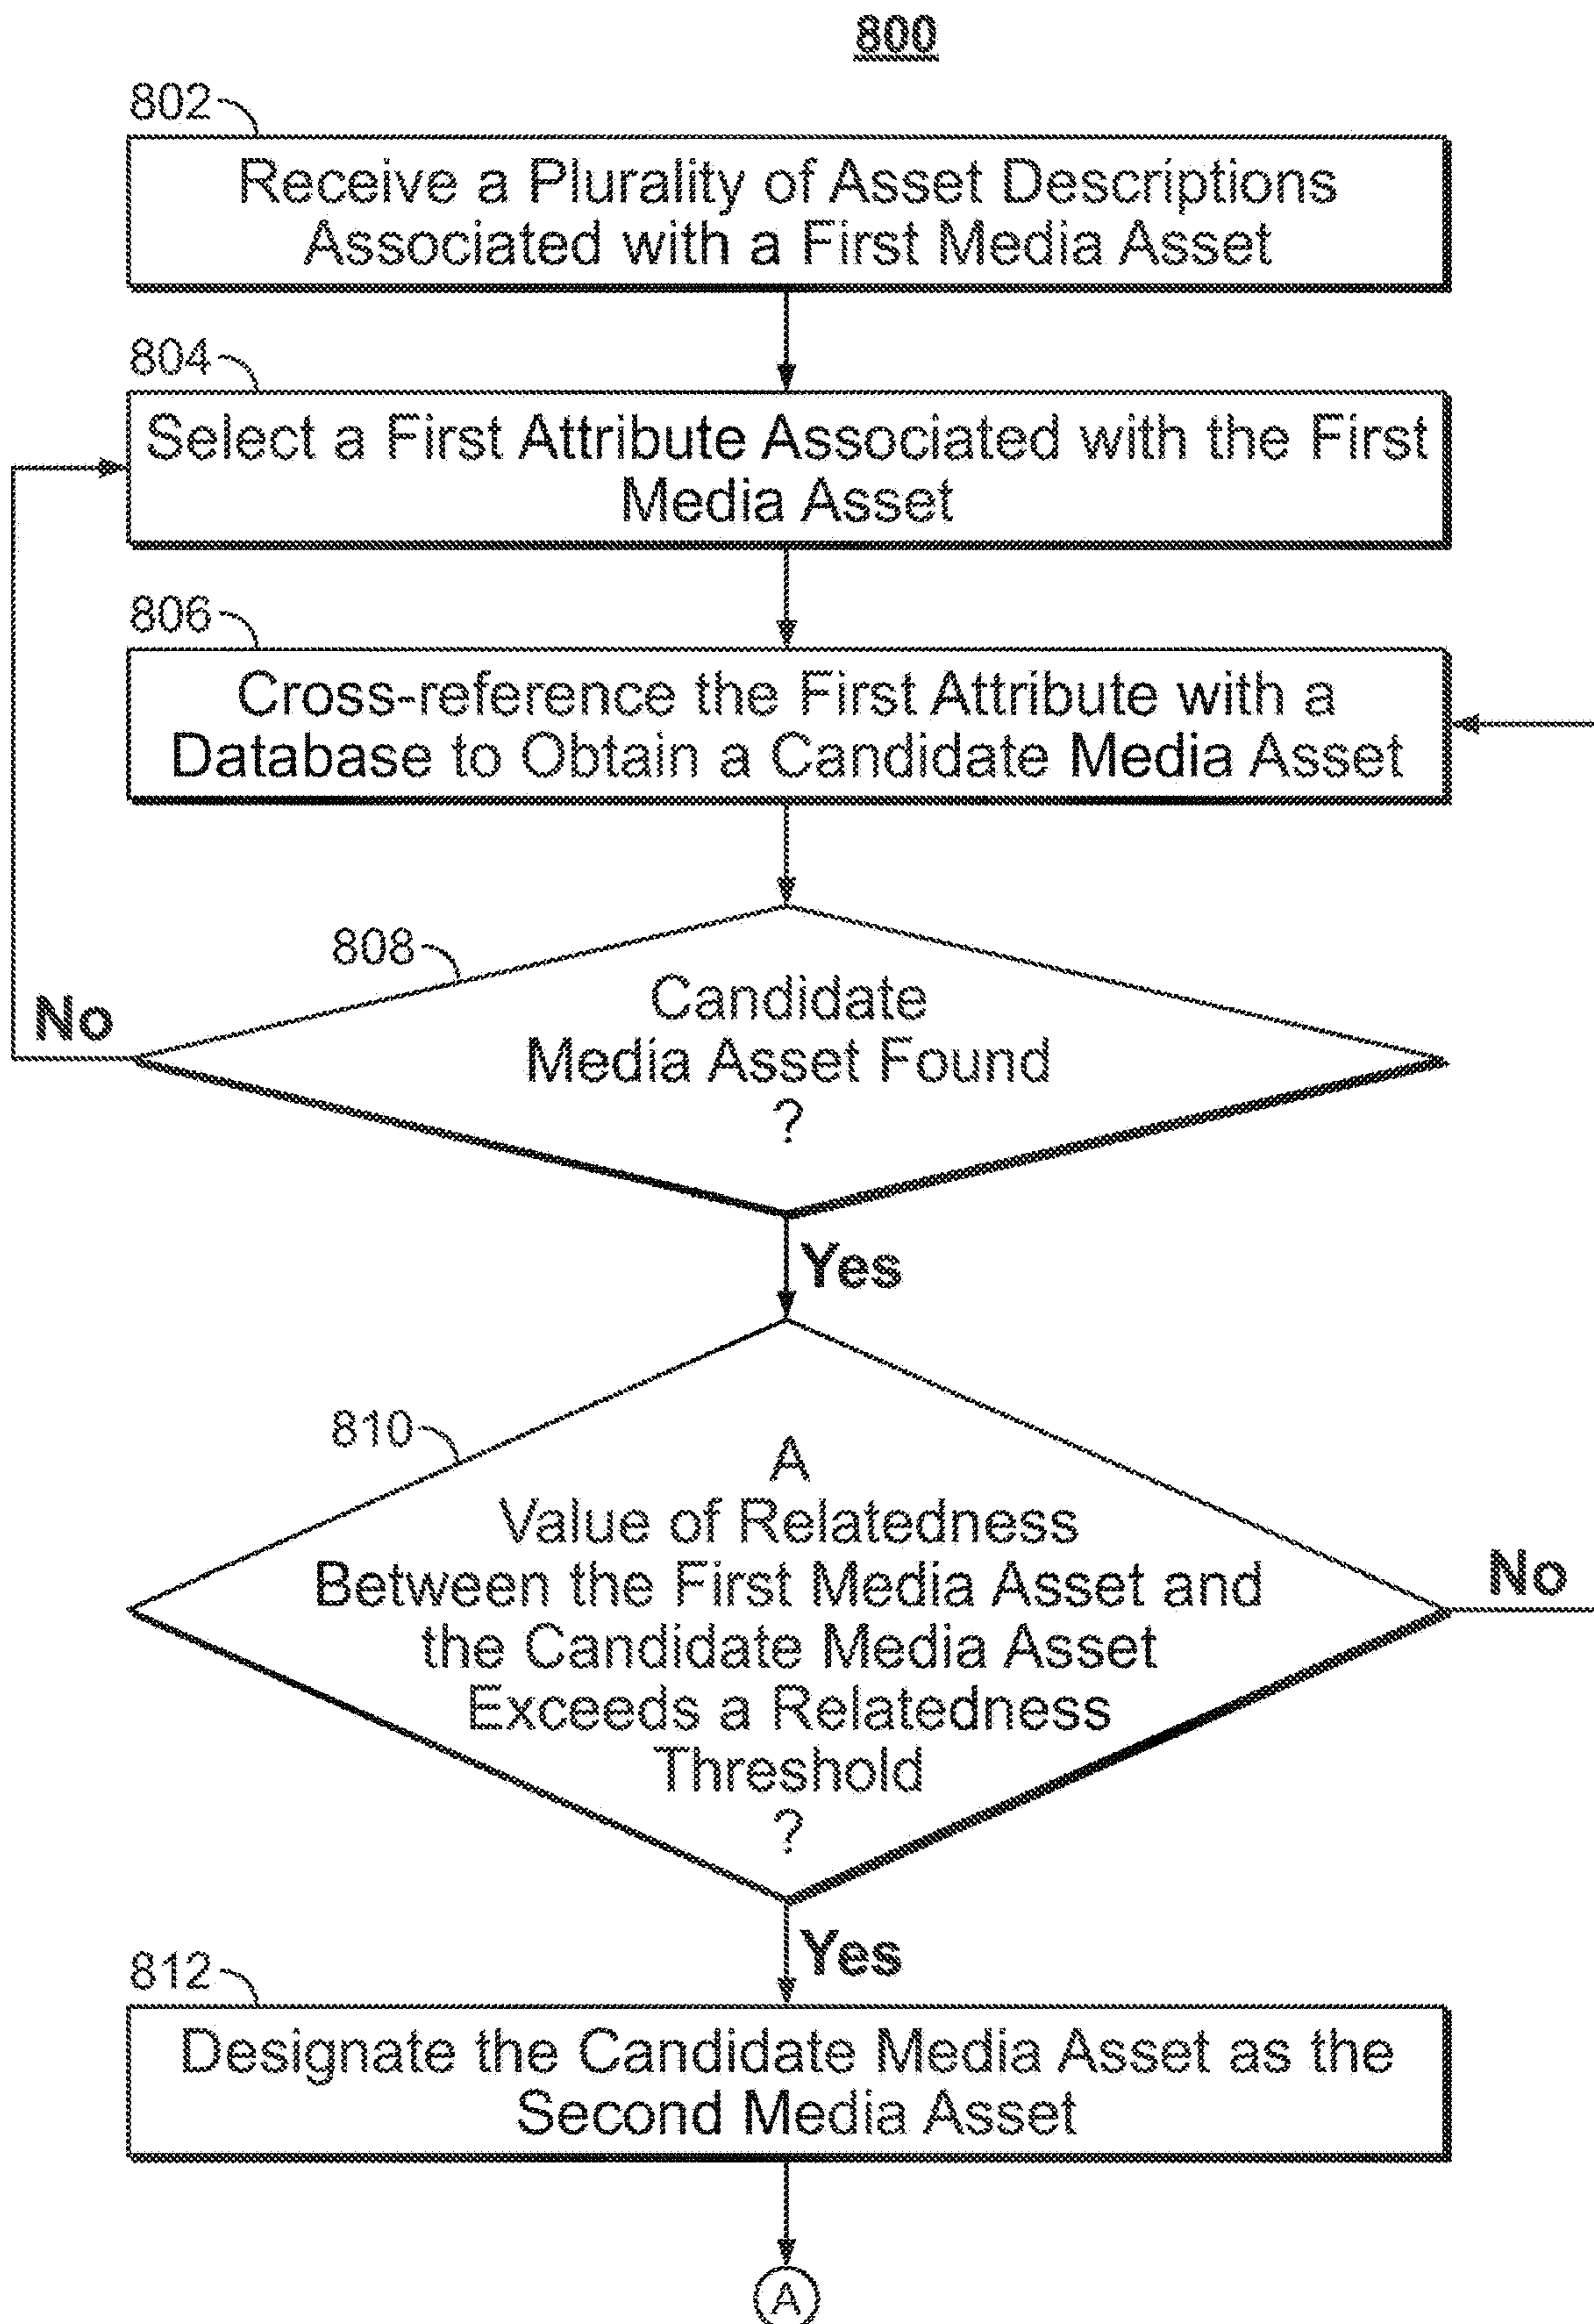 800
802
Receive a Plurality of Asset Descriptions
Associated with a First Media Asset
804
Select a First Attribute Associated with the First
Media Asset
806
Cross-reference the First Attribute with a
Database to Obtain a Candidate Media Asset
808
Candidate
Media Asset Found
?
No
Yes
810
A
Value of Relatedness
Between the First Media Asset and
the Candidate Media Asset
Exceeds a Relatedness
Threshold
?
No
Yes
812
Designate the Candidate Media Asset as the
Second Media Asset
A